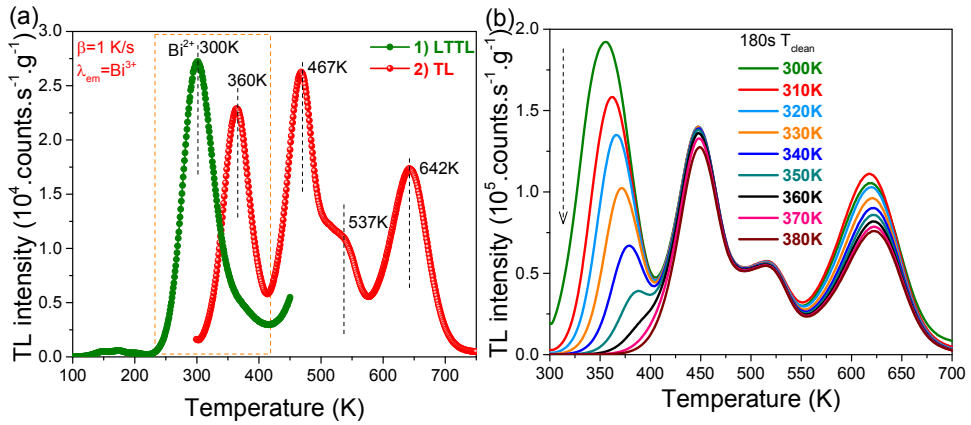 (a)
β=1 K/s
λem=Bi³⁺
Bi²⁺ 300K
360K
467K
537K
642K
1) LTTL
2) TL
TL intensity (10⁴.counts.s⁻¹.g⁻¹)
3.0
2.5
2.0
1.5
1.0
0.5
0.0
100 200 300 400 500 600 700
Temperature (K)
(b)
180s Tclean
300K
310K
320K
330K
340K
350K
360K
370K
380K
TL intensity (10⁵.counts.s⁻¹.g⁻¹)
2.0
1.5
1.0
0.5
0.0
300 350 400 450 500 550 600 650 700
Temperature (K)